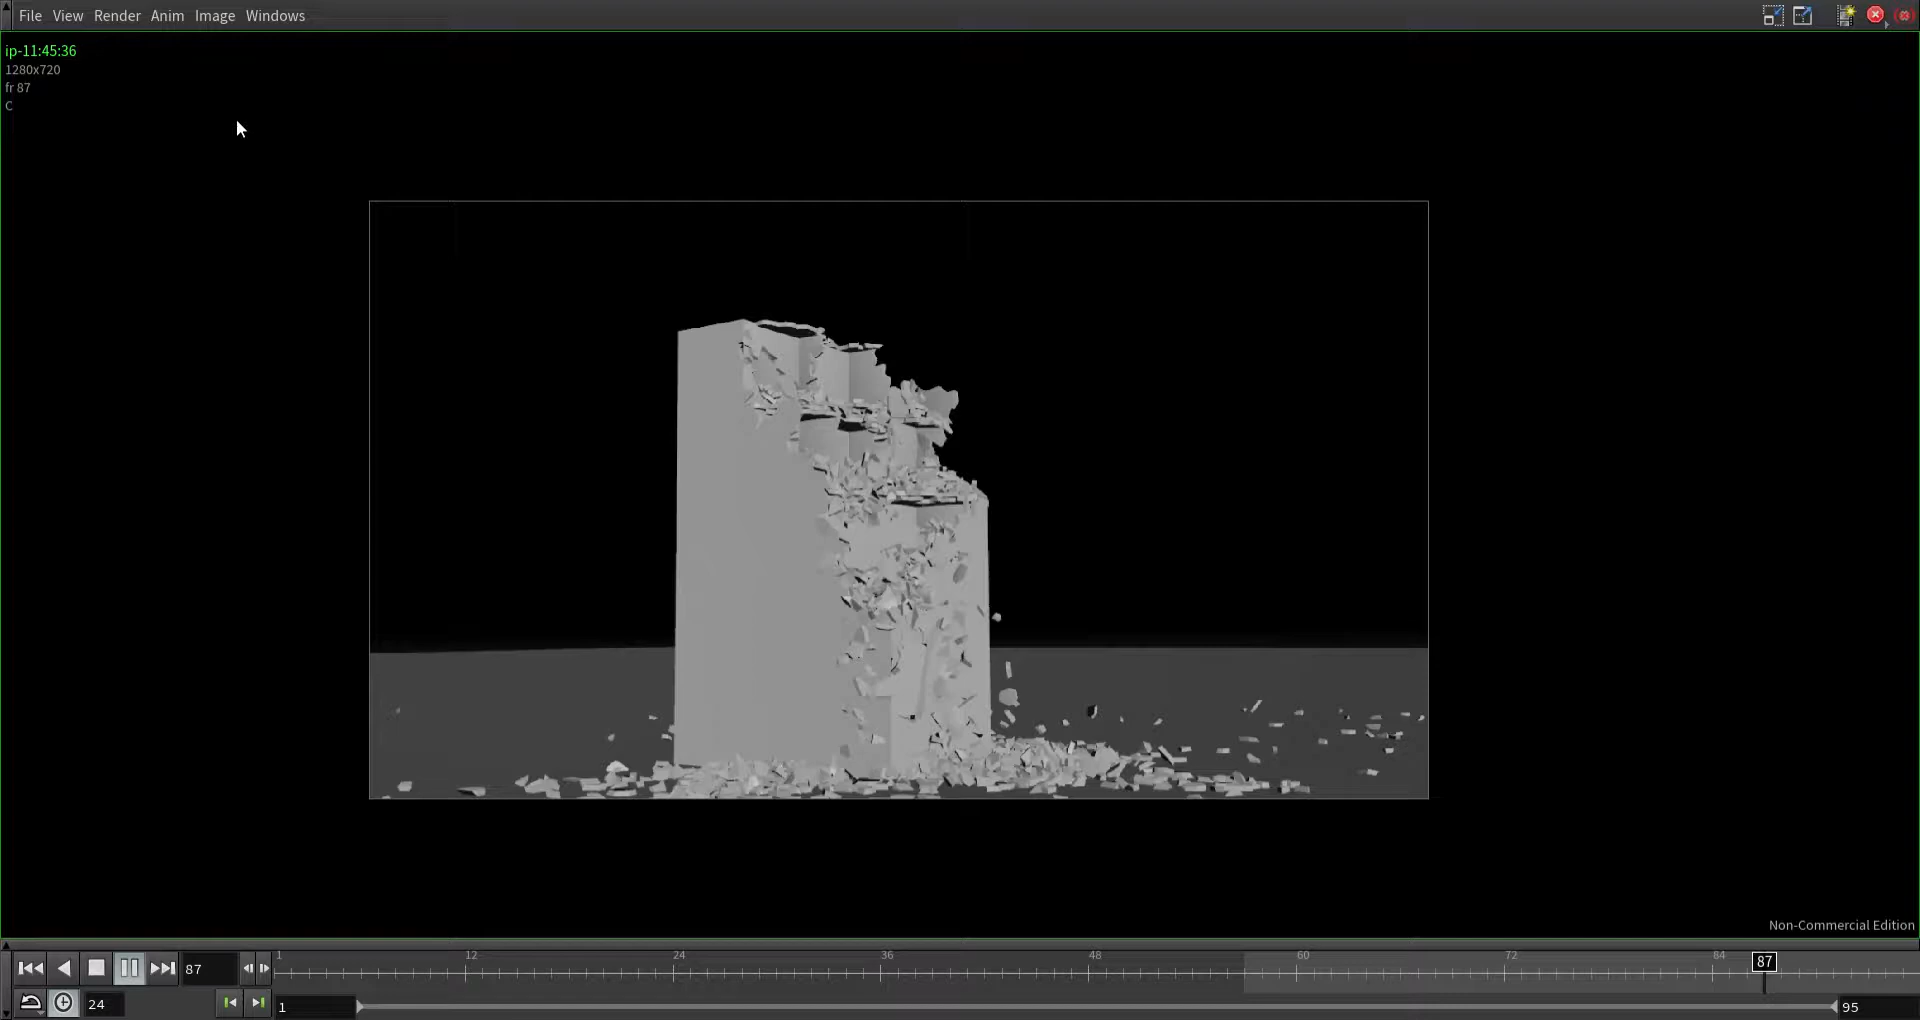 File View Render Anim Image Windows
ip-11:45:36
1280x720
fr 87
C
Non-Commercial Edition
87
1 12 24 36 48 60 72 84 87
24
1
95